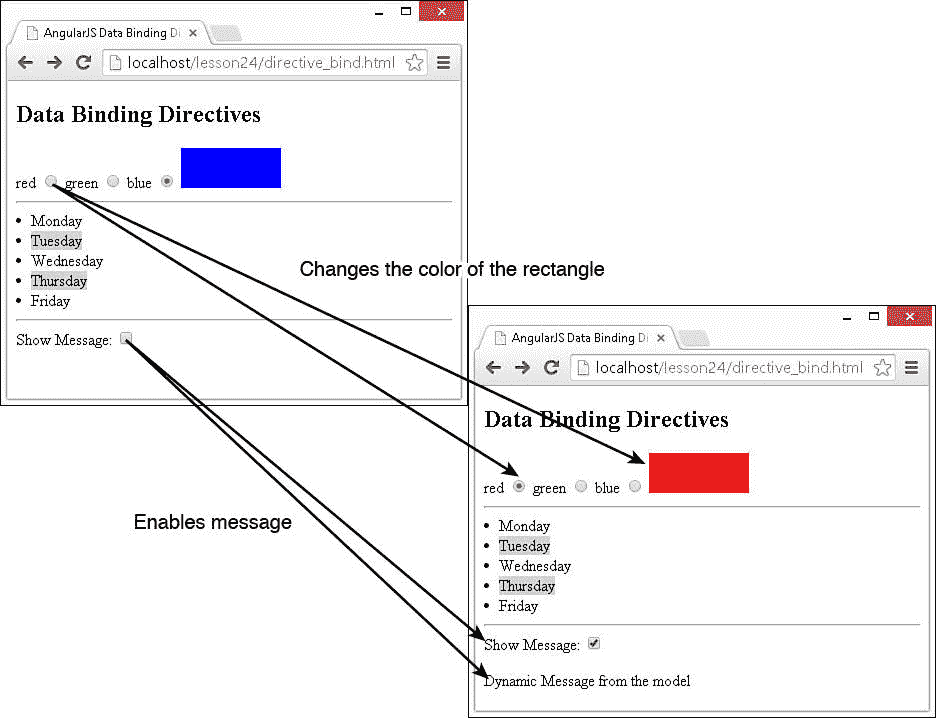 AngularJS Data Binding Di
localhost/lesson24/directive_bind.html
Data Binding Directives
red green blue
Monday
Tuesday
Wednesday
Thursday
Friday
Show Message:
Changes the color of the rectangle
Enables message
AngularJS Data Binding Di
localhost/lesson24/directive_bind.html
Data Binding Directives
red green blue
Monday
Tuesday
Wednesday
Thursday
Friday
Show Message:
Dynamic Message from the model